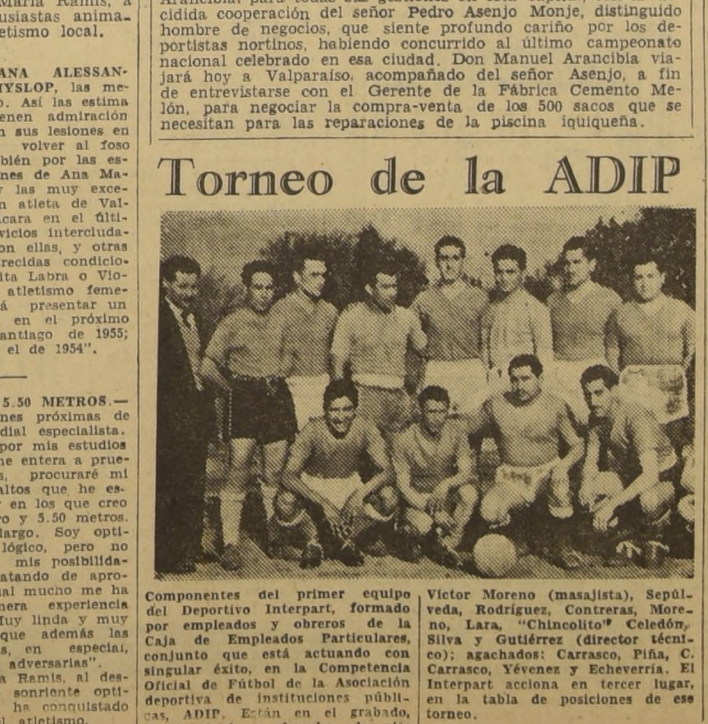 María Ramis, a
usiastas anima-
etismo local.
ANA ALESSAN-
HYSLOP, las me-
o. Así las estima
enen admiración
n sus lesiones en
volver al foso
bién por las es-
nes de Ana Ma-
y las muy exce-
n atleta de Val-
cara en el últi-
vicios intercluda-
on ellas, y otras
recidas condicio-
ita Labra o Vio-
atletismo feme-
á presentar un
en el próximo
antiago de 1955;
el de 1954".
5.50 METROS.—
nes próximas de
dial especialista.
por mis estudios
me entera a prue-
s, procuraré mi
altos que he es-
y en los que creo
ro y 5.50 metros.
largo. Soy opti-
lógico, pero no
mis posibilida-
atando de apro-
ual mucho me ha
nera experiencia
Muy linda y muy
que además las
s, en especial,
adversarias".
a Ramis, al des-
sonriente opti-
ha conquistado
atletismo.
cidida cooperación del señor Pedro Asenjo Monje, distinguido
hombre de negocios, que siente profundo cariño por los de-
portistas nortinos, habiendo concurrido al último campeonato
nacional celebrado en esa ciudad. Don Manuel Arancibia via-
jará hoy a Valparaíso, acompañado del señor Asenjo, a fin
de entrevistarse con el Gerente de la Fábrica Cemento Me-
lón, para negociar la compra-venta de los 500 sacos que se
necesitan para las reparaciones de la piscina iquiqueña.
Torneo de la ADIP
Componentes del primer equipo
del Deportivo Interpart, formado
por empleados y obreros de la
Caja de Empleados Particulares,
conjunto que está actuando con
singular éxito, en la Competencia
Oficial de Fútbol de la Asociación
deportiva de instituciones públi-
cas, ADIP. Están en el grabado,
Víctor Moreno (masajista), Sepúl-
veda, Rodríguez, Contreras, More-
no, Lara, "Chincolito" Celedón,
Silva y Gutiérrez (director técni-
co); agachados: Carrasco, Piña, C.
Carrasco, Yévenez y Echeverría. El
Interpart acciona en tercer lugar,
en la tabla de posiciones de ese
torneo.